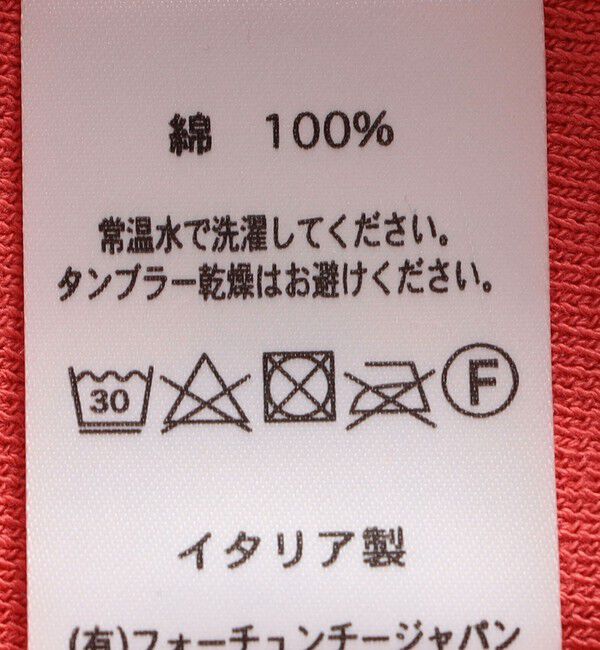 綿 100%
常温水で洗濯してください。
タンブラー乾燥はお避けください。
30 F
イタリア製
(有)フォーチュンチージャパン